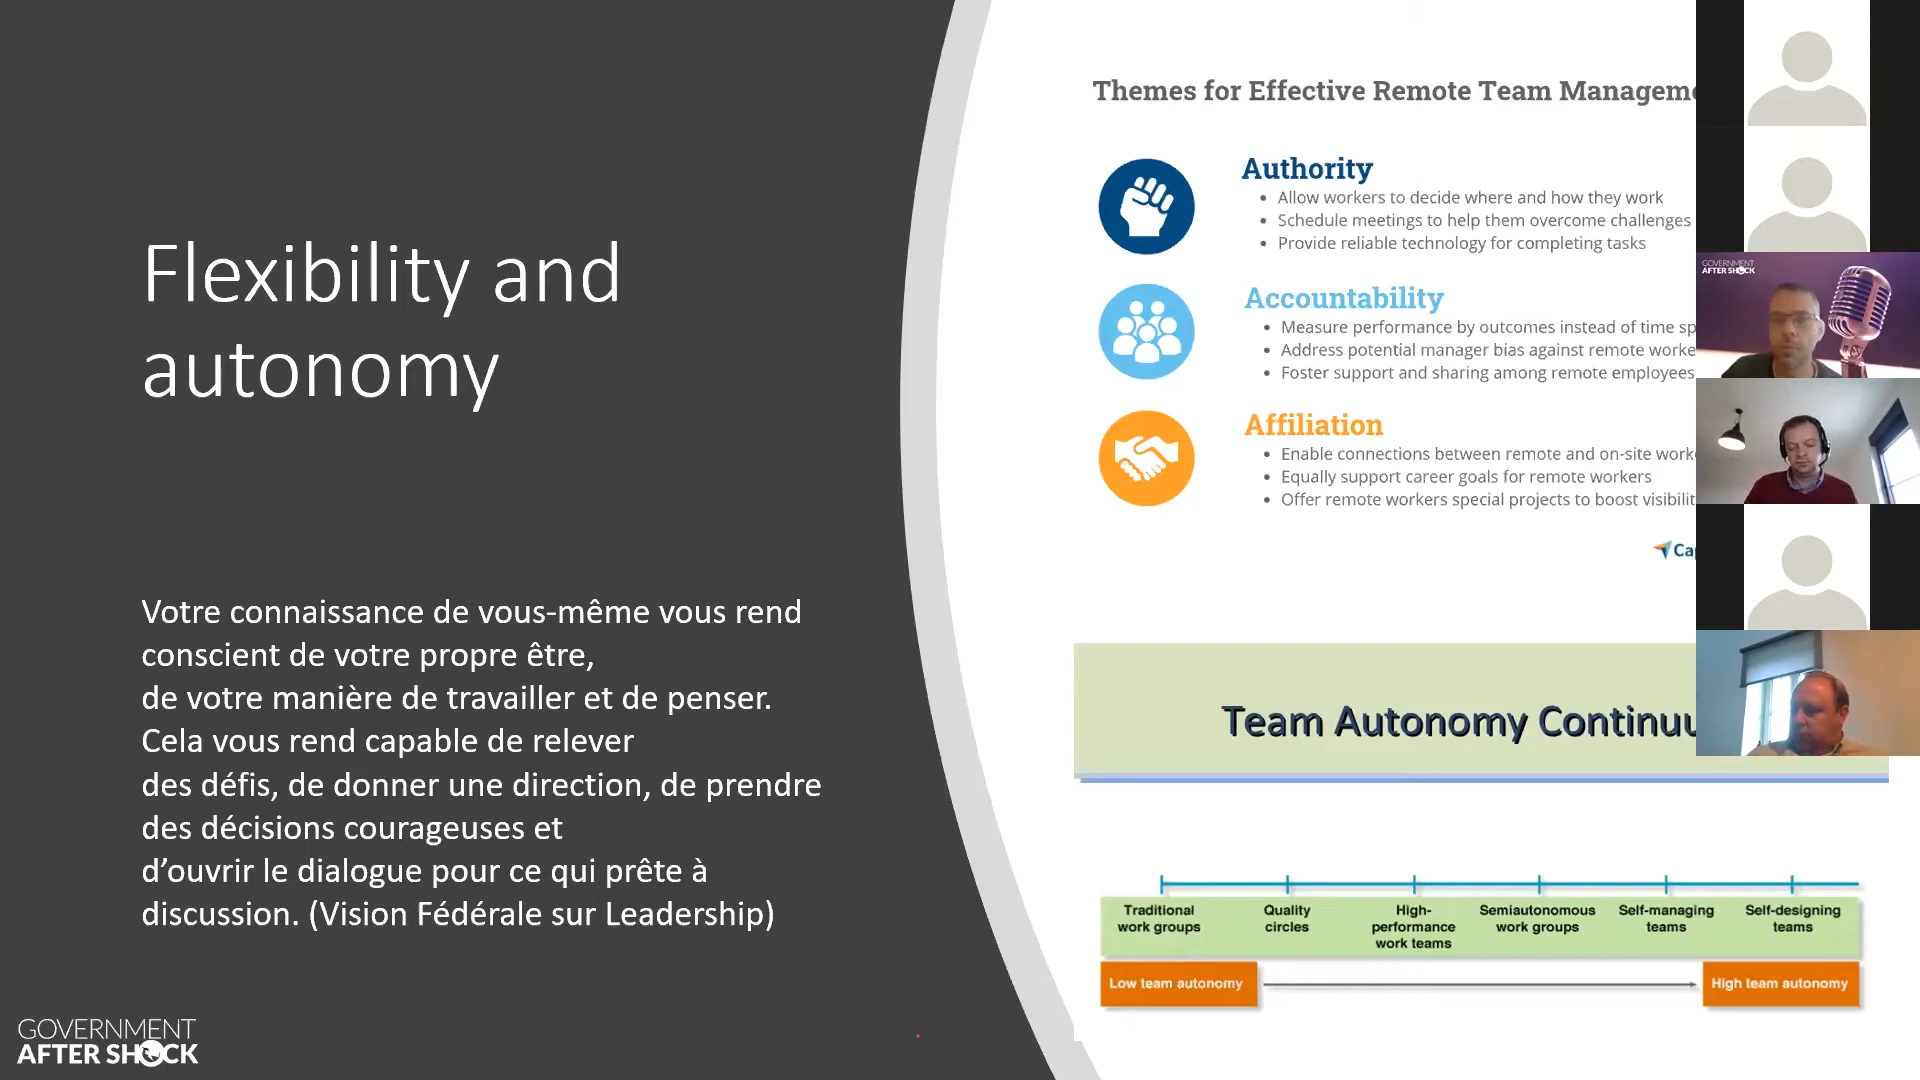 Flexibility and
autonomy
Votre connaissance de vous-même vous rend
conscient de votre propre être,
de votre manière de travailler et de penser.
Cela vous rend capable de relever
des défis, de donner une direction, de prendre
des décisions courageuses et
d’ouvrir le dialogue pour ce qui prête à
discussion. (Vision Fédérale sur Leadership)
GOVERNMENT
AFTER SHOCK
Themes for Effective Remote Team
Authority
• Allow workers to decide where and how they work
• Schedule meetings to help them overcome challenges
• Provide reliable technology for completing tasks
Accountability
• Measure performance by outcomes instead of time
• Address potential manager bias against remote
• Foster support and sharing among remote employees
Affiliation
• Enable connections between remote and on-site
• Equally support career goals for remote workers
• Offer remote workers special projects to boost
Team Autonomy
Traditional
work groups
Quality
circles
High-
performance
work teams
Semiautonomous
work groups
Self-managing
teams
Self-designing
teams
Low team autonomy
High team autonomy
GOVERNMENT
AFTER SHOCK